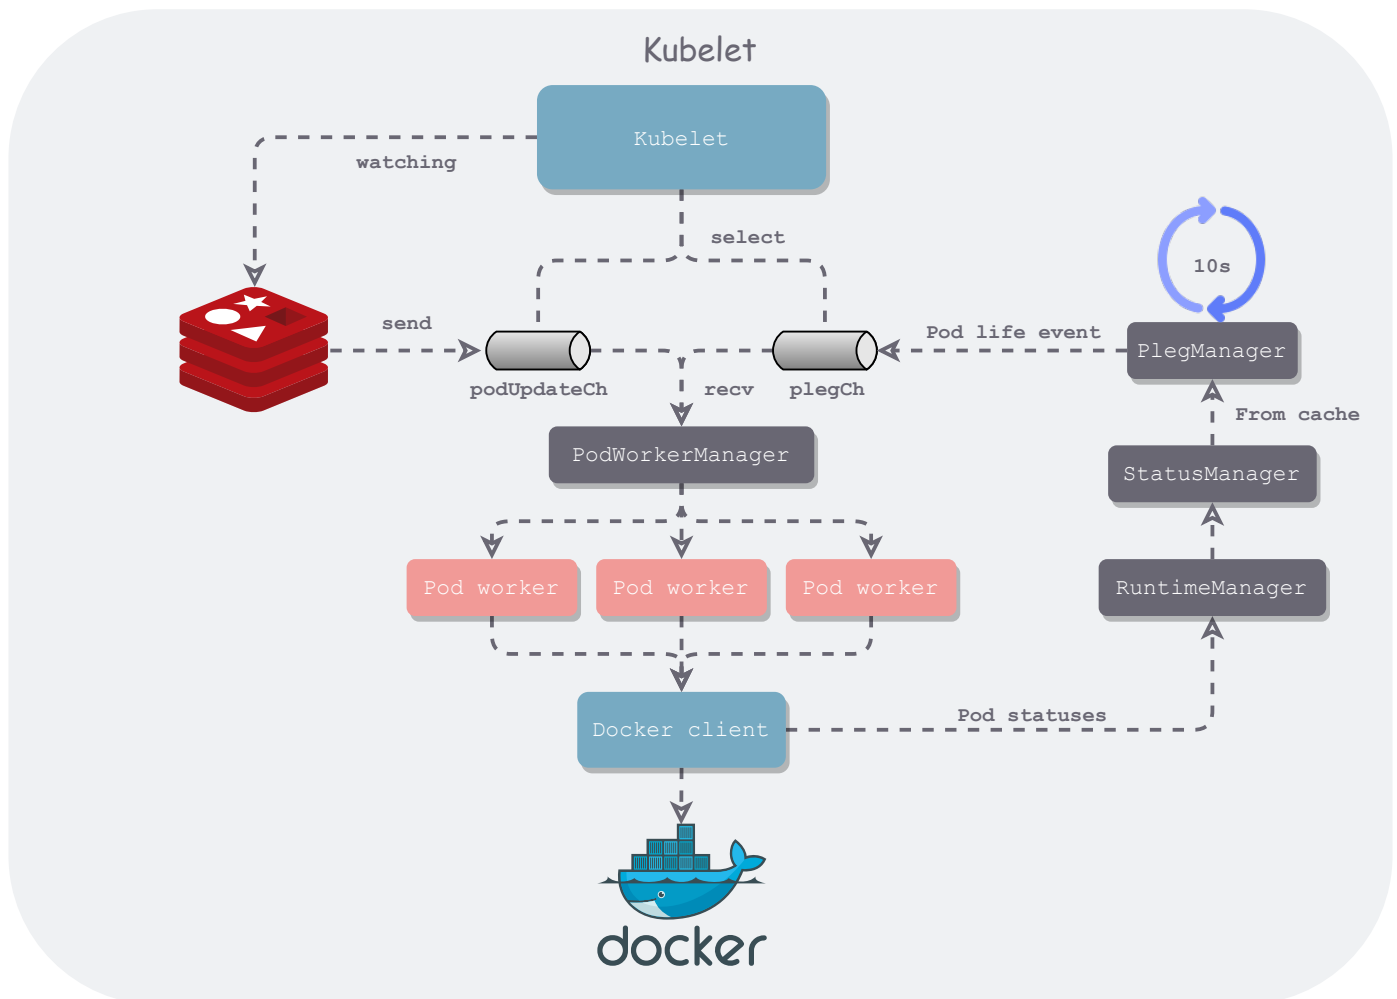 Kubelet
Kubelet
watching
select
10s
send
Pod life event
PlegManager
podUpdateCh
recv
plegCh
From cache
PodWorkerManager
StatusManager
Pod worker
Pod worker
Pod worker
RuntimeManager
Pod statuses
Docker client
docker